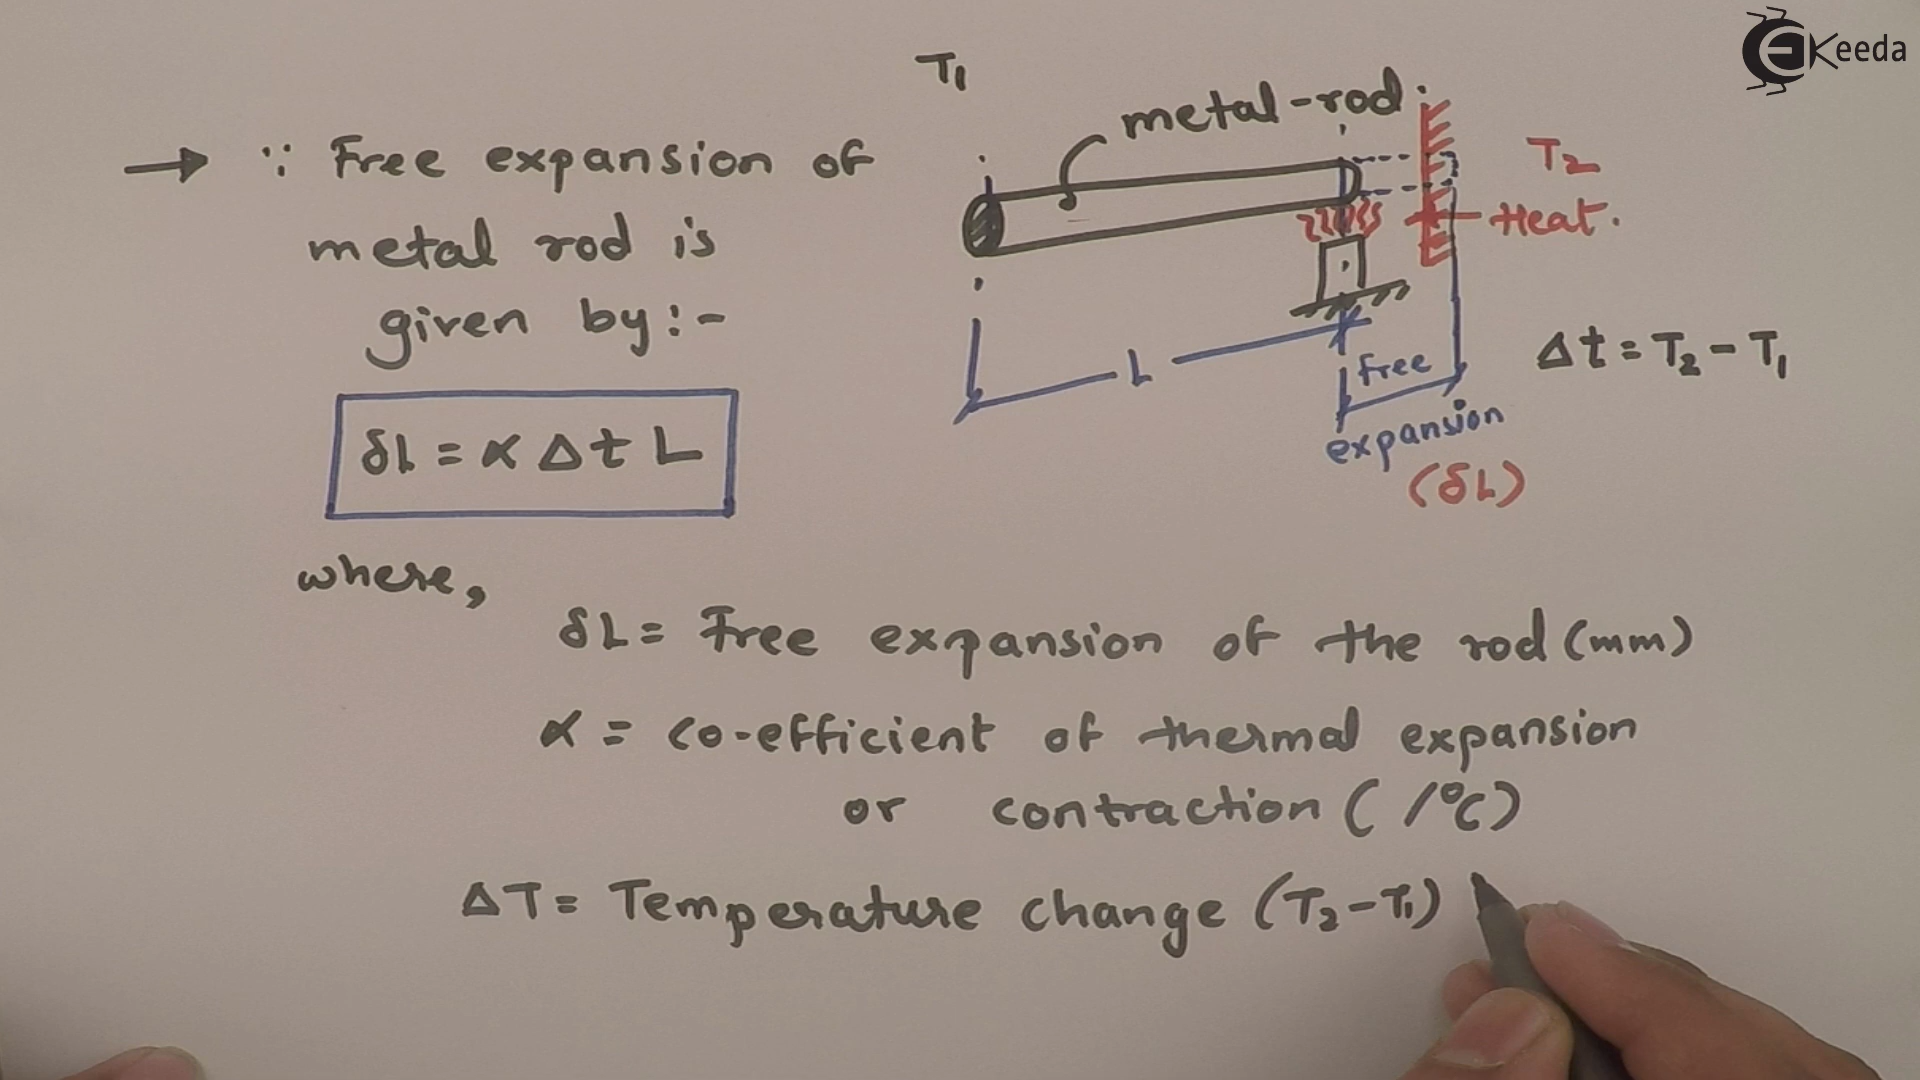 EKeeda
T1
metal-rod.
→ ∵ Free expansion of
metal rod is
given by:-
δL = α Δt L
T2
Heat.
L
Free
expansion
(δL)
Δt = T2 - T1
where,
δL = Free expansion of the rod (mm)
α = co-efficient of thermal expansion
or contraction ( /°C)
ΔT = Temperature change (T2-T1)